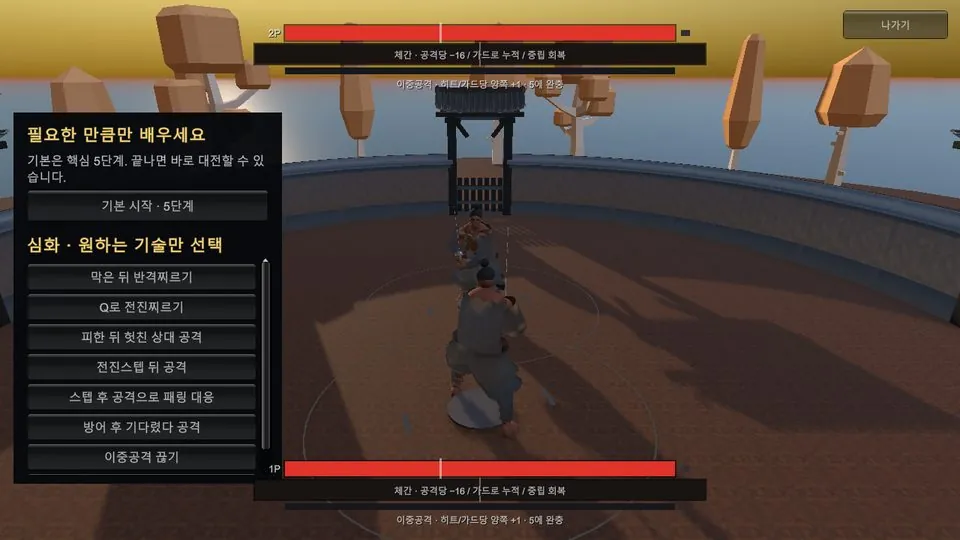 2P
체간 · 공격당 −16 / 가드로 누적 / 중립 회복
이중공격 · 히트/가드당 양쪽 +1 · 5에 완충
나가기
필요한 만큼만 배우세요
기본은 핵심 5단계. 끝나면 바로 대전할 수 있
습니다.
기본 시작 · 5단계
심화 · 원하는 기술만 선택
막은 뒤 반격찌르기
Q로 전진찌르기
피한 뒤 헛친 상대 공격
전진스텝 뒤 공격
스텝 후 공격으로 패링 대응
방어 후 기다렸다 공격
이중공격 끊기
1P
체간 · 공격당 −16 / 가드로 누적 / 중립 회복
이중공격 · 히트/가드당 양쪽 +1 · 5에 완충